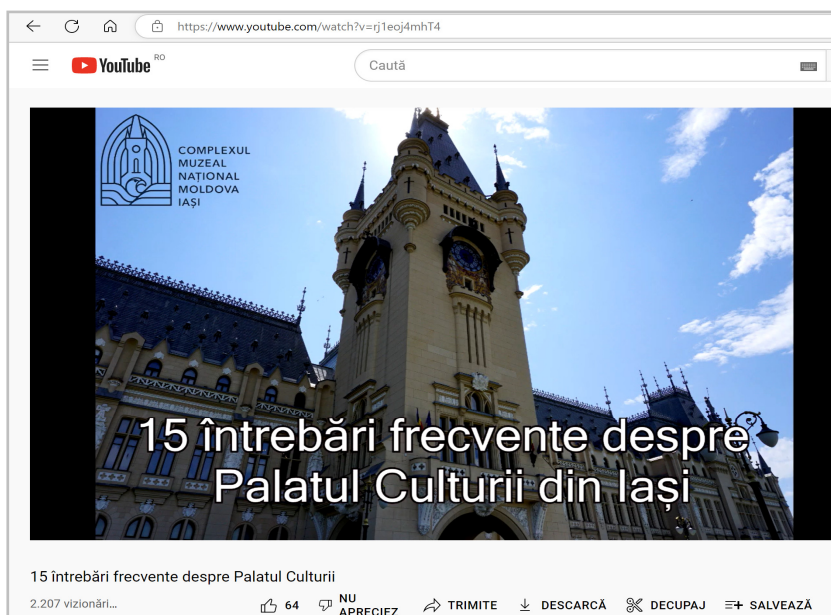 https://www.youtube.com/watch?v=rj1eoj4mhT4
YouTube RO
Caută
COMPLEXUL
MUZEAL
NAȚIONAL
MOLDOVA
IAȘI
15 întrebări frecvente despre
Palatul Culturii din Iași
15 întrebări frecvente despre Palatul Culturii
2.207 vizionări...
64
NU
APRECIEZ
TRIMITE
DESCARCĂ
DECUPAJ
SALVEAZĂ